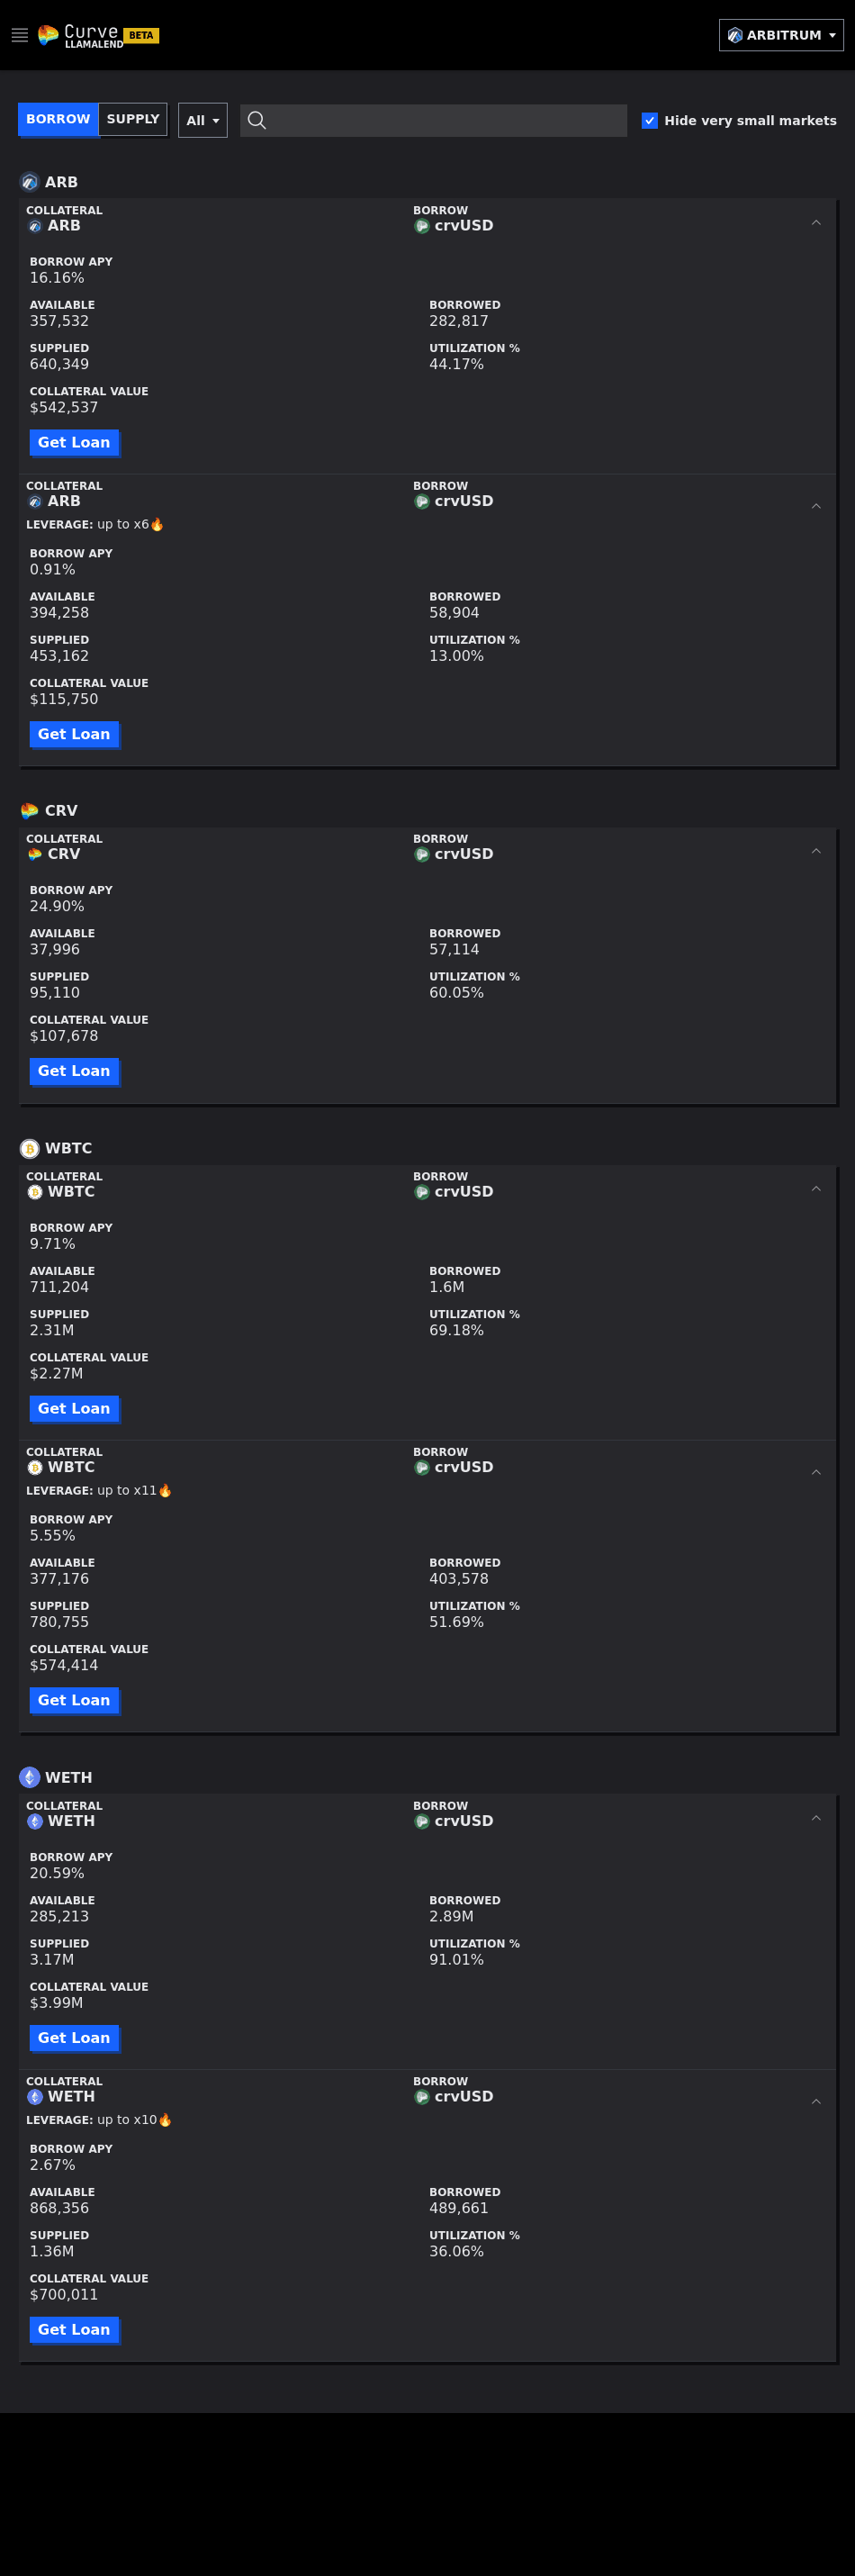 Curve
LLAMALEND BETA
ARBITRUM
BORROW SUPPLY All Hide very small markets
ARB
COLLATERAL BORROW
ARB crvUSD
BORROW APY
16.16%
AVAILABLE BORROWED
357,532 282,817
SUPPLIED UTILIZATION %
640,349 44.17%
COLLATERAL VALUE
$542,537
Get Loan
COLLATERAL BORROW
ARB crvUSD
LEVERAGE: up to x6🔥
BORROW APY
0.91%
AVAILABLE BORROWED
394,258 58,904
SUPPLIED UTILIZATION %
453,162 13.00%
COLLATERAL VALUE
$115,750
Get Loan
CRV
COLLATERAL BORROW
CRV crvUSD
BORROW APY
24.90%
AVAILABLE BORROWED
37,996 57,114
SUPPLIED UTILIZATION %
95,110 60.05%
COLLATERAL VALUE
$107,678
Get Loan
WBTC
COLLATERAL BORROW
WBTC crvUSD
BORROW APY
9.71%
AVAILABLE BORROWED
711,204 1.6M
SUPPLIED UTILIZATION %
2.31M 69.18%
COLLATERAL VALUE
$2.27M
Get Loan
COLLATERAL BORROW
WBTC crvUSD
LEVERAGE: up to x11🔥
BORROW APY
5.55%
AVAILABLE BORROWED
377,176 403,578
SUPPLIED UTILIZATION %
780,755 51.69%
COLLATERAL VALUE
$574,414
Get Loan
WETH
COLLATERAL BORROW
WETH crvUSD
BORROW APY
20.59%
AVAILABLE BORROWED
285,213 2.89M
SUPPLIED UTILIZATION %
3.17M 91.01%
COLLATERAL VALUE
$3.99M
Get Loan
COLLATERAL BORROW
WETH crvUSD
LEVERAGE: up to x10🔥
BORROW APY
2.67%
AVAILABLE BORROWED
868,356 489,661
SUPPLIED UTILIZATION %
1.36M 36.06%
COLLATERAL VALUE
$700,011
Get Loan